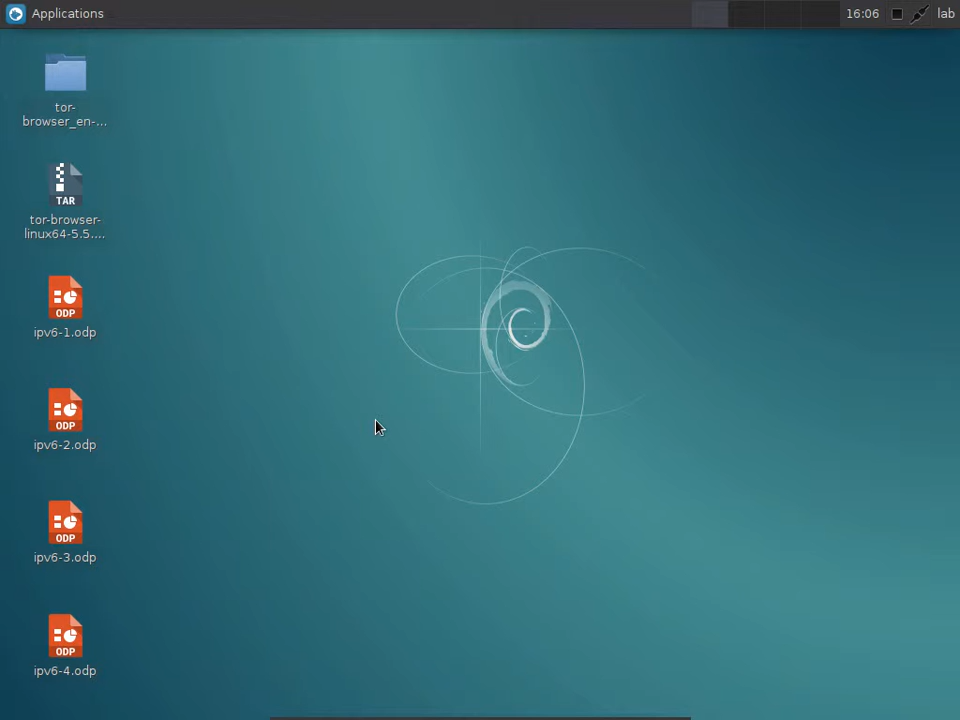 Applications
16:06
lab
tor-
browser_en-...
TAR
tor-browser-
linux64-5.5....
ODP
ipv6-1.odp
ODP
ipv6-2.odp
ODP
ipv6-3.odp
ODP
ipv6-4.odp